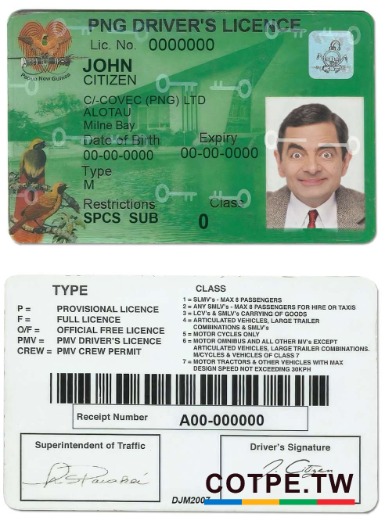 PNG DRIVER'S LICENCE
Lic. No. 0000000
Papua New Guinea
JOHN
CITIZEN
C/-COVEC (PNG) LTD
ALOTAU
Milne Bay
Date of Birth Expiry
00-00-0000 00-00-0000
Type
M
Restrictions Class
SPCS SUB 0
TYPE
P = PROVISIONAL LICENCE
F = FULL LICENCE
O/F = OFFICIAL FREE LICENCE
PMV = PMV DRIVER'S LICENCE
CREW = PMV CREW PERMIT
CLASS
1 = SLMV's - MAX 8 PASSENGERS
2 = ANY SMLV's - MAX 8 PASSENGERS FOR HIRE OR TAXIS
3 = LCV's & SMLV's CARRYING OF GOODS
4 = ARTICULATED VEHICLES, LARGE TRAILER
COMBINATIONS & SMLV's
5 = MOTOR CYCLES ONLY
6 = MOTOR OMNIBUS AND ALL OTHER MV's EXCEPT
ARTICULATED VEHICLES, LARGE TRAILER COMBINATIONS.
M/CYCLES & VEHICLES OF CLASS 7
7 = MOTOR TRACTORS & OTHER VEHICLES WITH MAX
DESIGN SPEED NOT EXCEEDING 30KPH
Receipt Number A00-000000
Superintendent of Traffic
Driver's Signature
J. Citizen
DJM2007
COTPE.TW